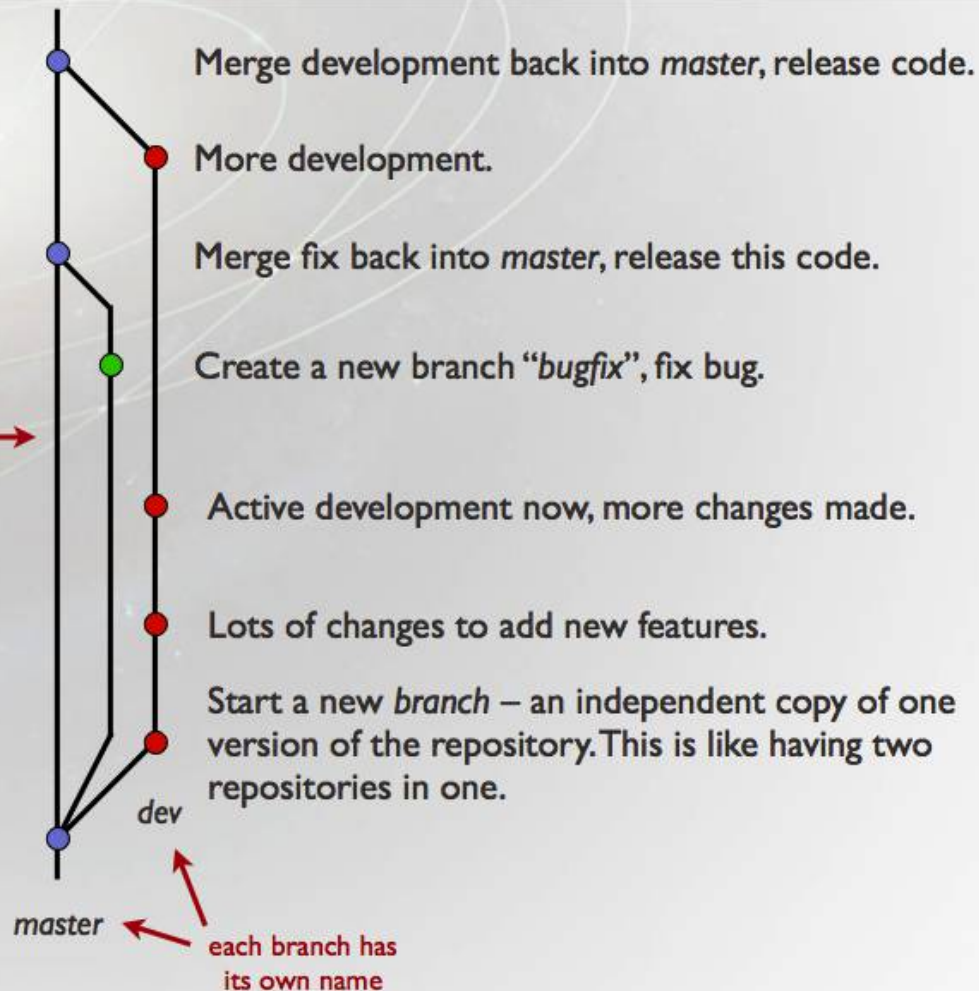 Merge development back into master, release code.
More development.
Merge fix back into master, release this code.
Create a new branch “bugfix”, fix bug.
Active development now, more changes made.
Lots of changes to add new features.
Start a new branch – an independent copy of one
version of the repository. This is like having two
repositories in one.
dev
master
each branch has
its own name